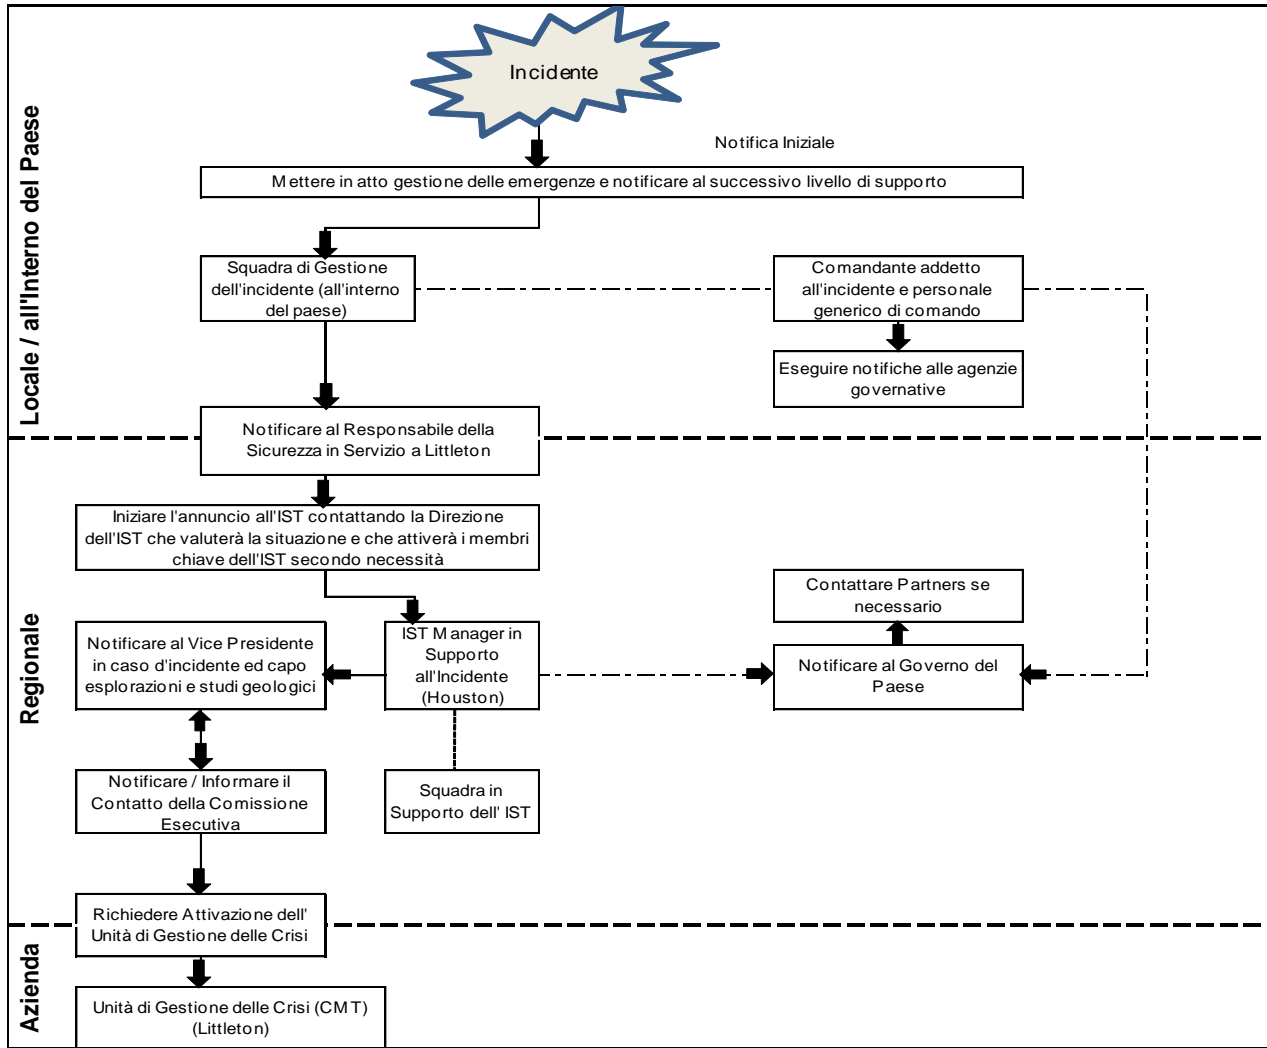 Locale / all'Interno del Paese
Incidente
Notifica Iniziale
Mettere in atto gestione delle emergenze e notificare al successivo livello di supporto
Squadra di Gestione
dell'incidente (all'interno
del paese)
Comandante addetto
all'incidente e personale
generico di comando
Eseguire notifiche alle agenzie
governative
Notificare al Responsabile della
Sicurezza in Servizio a Littleton
Regionale
Iniziare l'annuncio all'IST contattando la Direzione
dell'IST che valuterà la situazione e che attiverà i membri
chiave dell'IST secondo necessità
Contattare Partners se
necessario
Notificare al Vice Presidente
in caso d'incidente ed capo
esplorazioni e studi geologici
IST Manager in
Supporto
all'Incidente
(Houston)
Notificare al Governo del
Paese
Notificare / Informare il
Contatto della Comissione
Esecutiva
Squadra in
Supporto dell' IST
Richiedere Attivazione dell'
Unità di Gestione delle Crisi
Azienda
Unità di Gestione delle Crisi (CMT)
(Littleton)